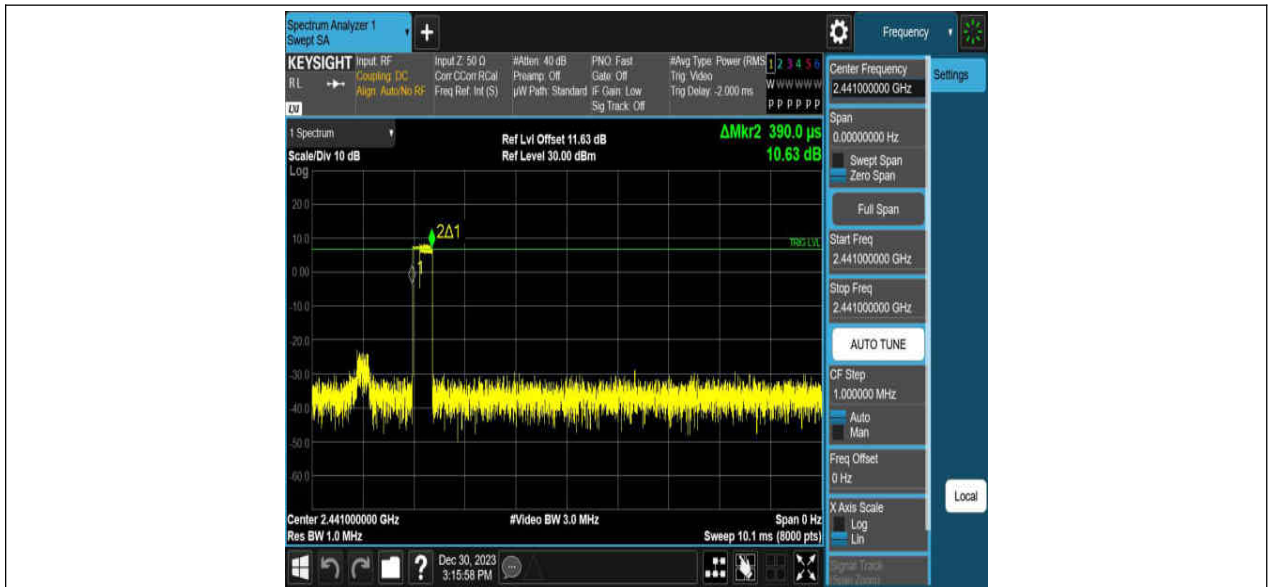 Spectrum Analyzer 1
Swept SA
+
Frequency
KEYSIGHT
RL
LXI
Input: RF
Coupling: DC
Align: Auto/No RF
Input Z: 50 Ω
Corr CCorr RCal
Freq Ref: Int (S)
#Atten: 40 dB
Preamp: Off
µW Path: Standard
PNO: Fast
Gate: Off
IF Gain: Low
Sig Track: Off
#Avg Type: Power (RMS
Trig: Video
Trig Delay: -2.000 ms
1 2 3 4 5 6
W W W W W W
P P P P P P
Center Frequency
2.441000000 GHz
Settings
1 Spectrum
Scale/Div 10 dB
Log
Ref Lvl Offset 11.63 dB
Ref Level 30.00 dBm
ΔMkr2 390.0 µs
10.63 dB
Span
0.00000000 Hz
Swept Span
Zero Span
Full Span
Start Freq
2.441000000 GHz
Stop Freq
2.441000000 GHz
AUTO TUNE
CF Step
1.000000 MHz
Auto
Man
Freq Offset
0 Hz
X Axis Scale
Log
Lin
Signal Track
(Span Zoom)
Local
20.0
10.0
0.00
-10.0
-20.0
-30.0
-40.0
-50.0
-60.0
2Δ1
1
TRIG LVL
Center 2.441000000 GHz
Res BW 1.0 MHz
#Video BW 3.0 MHz
Span 0 Hz
Sweep 10.1 ms (8000 pts)
?
Dec 30, 2023
3:15:58 PM